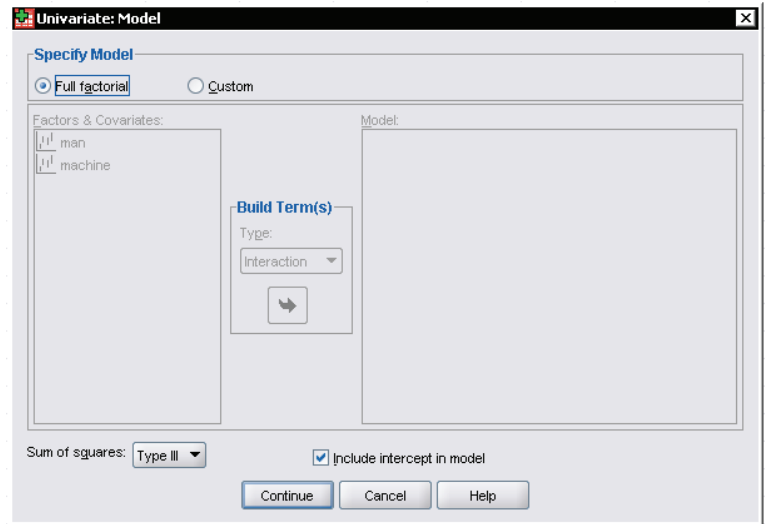 Univariate: Model
Specify Model
Full factorial
Custom
Factors & Covariates:
Model:
man
machine
Build Term(s)
Type:
Interaction
Sum of squares: Type III
Include intercept in model
Continue Cancel Help